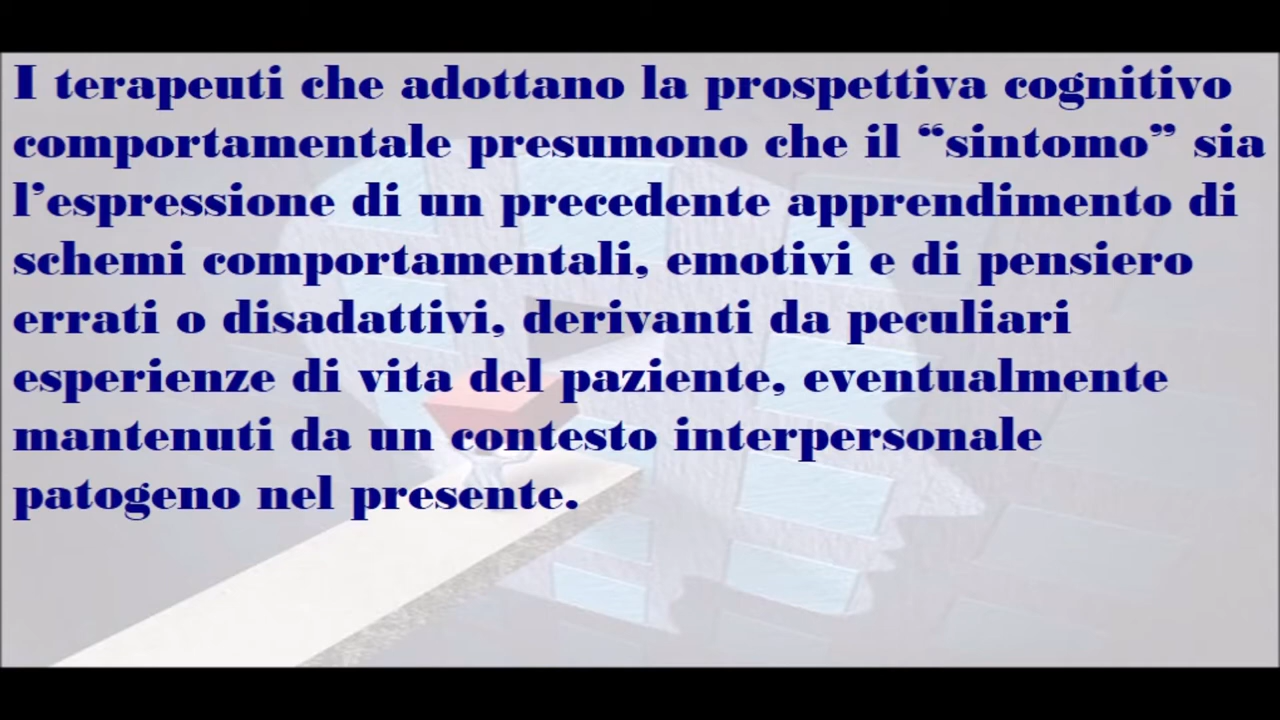 I terapeuti che adottano la prospettiva cognitivo
comportamentale presumono che il “sintomo” sia
l’espressione di un precedente apprendimento di
schemi comportamentali, emotivi e di pensiero
errati o disadattivi, derivanti da peculiari
esperienze di vita del paziente, eventualmente
mantenuti da un contesto interpersonale
patogeno nel presente.